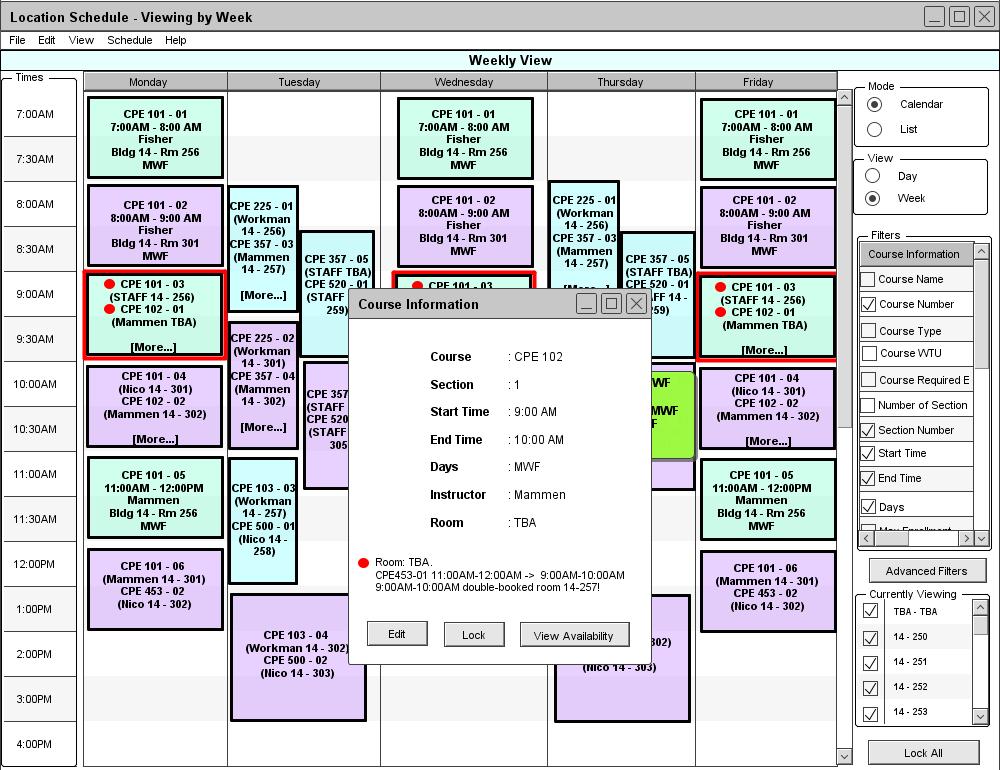 Location Schedule - Viewing by Week
File Edit View Schedule Help
Weekly View
Times
Monday
Tuesday
Wednesday
Thursday
Friday
7:00AM
7:30AM
8:00AM
8:30AM
9:00AM
9:30AM
10:00AM
10:30AM
11:00AM
11:30AM
12:00PM
1:00PM
2:00PM
3:00PM
4:00PM
CPE 101 - 01
7:00AM - 8:00 AM
Fisher
Bldg 14 - Rm 256
MWF
CPE 101 - 02
8:00AM - 9:00 AM
Fisher
Bldg 14 - Rm 301
MWF
CPE 101 - 03
(STAFF 14 - 256)
CPE 102 - 01
(Mammen TBA)
[More...]
CPE 101 - 04
(Nico 14 - 301)
CPE 102 - 02
(Mammen 14 - 302)
[More...]
CPE 101 - 05
11:00AM - 12:00PM
Mammen
Bldg 14 - Rm 256
MWF
CPE 101 - 06
(Mammen 14 - 301)
CPE 453 - 02
(Nico 14 - 302)
CPE 225 - 01
(Workman
14 - 256)
CPE 357 - 03
(Mammen
14 - 257)
[More...]
CPE 357 - 05
(STAFF TBA)
CPE 520 - 01
(STAFF 14 -
259)
CPE 225 - 02
(Workman
14 - 301)
CPE 357 - 04
(Mammen
14 - 302)
[More...]
CPE 357
(STAFF
CPE 520
(STAFF
305
CPE 103 - 03
(Workman
14 - 257)
CPE 500 - 01
(Nico 14 -
258)
CPE 103 - 04
(Workman 14 - 302)
CPE 500 - 02
(Nico 14 - 303)
CPE 101 - 01
7:00AM - 8:00 AM
Fisher
Bldg 14 - Rm 256
MWF
CPE 101 - 02
8:00AM - 9:00 AM
Fisher
Bldg 14 - Rm 301
MWF
CPE 101 - 03
CPE 225 - 01
(Workman
14 - 256)
CPE 357 - 03
(Mammen
14 - 257)
[More...]
CPE 357 - 05
(STAFF TBA)
CPE 520 - 01
(STAFF 14 -
259)
WF
MWF
F
302)
(Nico 14 - 303)
CPE 101 - 01
7:00AM - 8:00 AM
Fisher
Bldg 14 - Rm 256
MWF
CPE 101 - 02
8:00AM - 9:00 AM
Fisher
Bldg 14 - Rm 301
MWF
CPE 101 - 03
(STAFF 14 - 256)
CPE 102 - 01
(Mammen TBA)
[More...]
CPE 101 - 04
(Nico 14 - 301)
CPE 102 - 02
(Mammen 14 - 302)
[More...]
CPE 101 - 05
11:00AM - 12:00PM
Mammen
Bldg 14 - Rm 256
MWF
CPE 101 - 06
(Mammen 14 - 301)
CPE 453 - 02
(Nico 14 - 302)
Course Information
Course : CPE 102
Section : 1
Start Time : 9:00 AM
End Time : 10:00 AM
Days : MWF
Instructor : Mammen
Room : TBA
Room: TBA.
CPE453-01 11:00AM-12:00AM -> 9:00AM-10:00AM
9:00AM-10:00AM double-booked room 14-257!
Edit
Lock
View Availability
Mode
Calendar
List
View
Day
Week
Filters
Course Information
Course Name
Course Number
Course Type
Course WTU
Course Required E
Number of Section
Section Number
Start Time
End Time
Days
Max Enrollment
Advanced Filters
Currently Viewing
TBA - TBA
14 - 250
14 - 251
14 - 252
14 - 253
Lock All